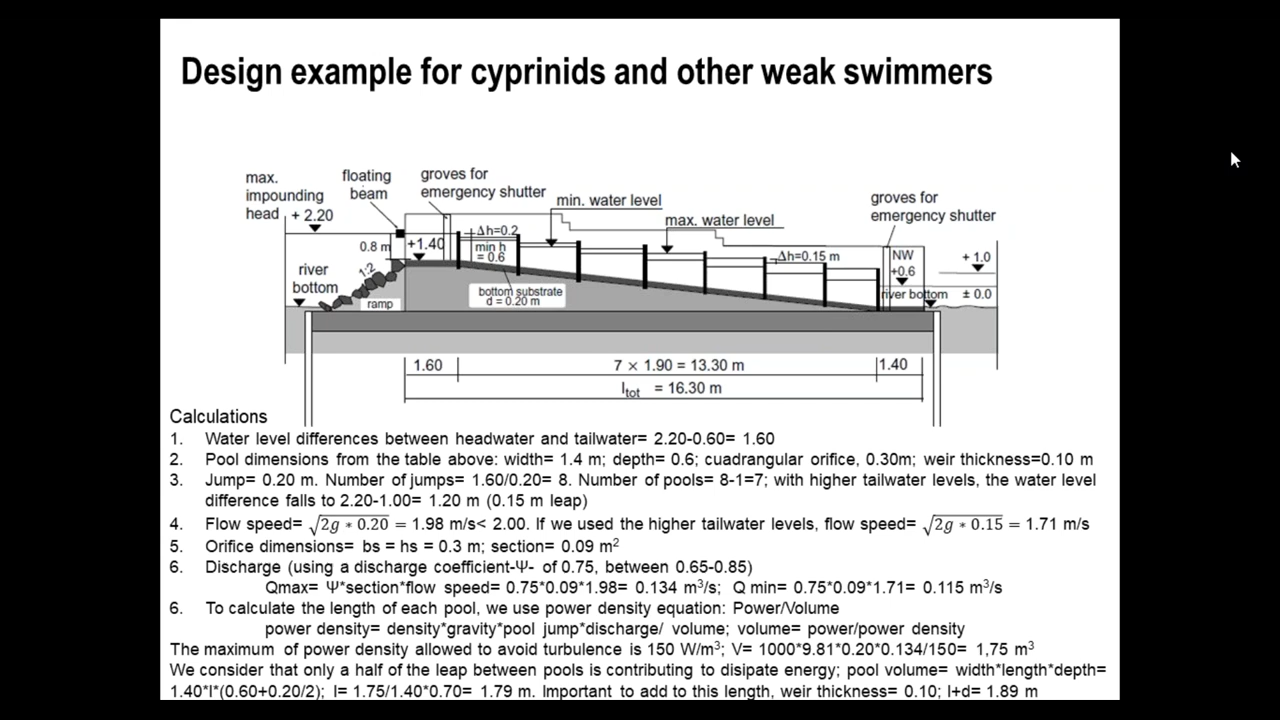 Design example for cyprinids and other weak swimmers
max.
impounding
head
+ 2.20
floating
beam
groves for
emergency shutter
min. water level
max. water level
groves for
emergency shutter
0.8 m
+1.40
Δh=0.2
min h
= 0.6
Δh=0.15 m
NW
+0.6
+ 1.0
river
bottom
1:2
ramp
bottom substrate
d = 0.20 m
river bottom
± 0.0
1.60
7 × 1.90 = 13.30 m
1.40
ltot = 16.30 m
Calculations
1. Water level differences between headwater and tailwater= 2.20-0.60= 1.60
2. Pool dimensions from the table above: width= 1.4 m; depth= 0.6; cuadrangular orifice, 0.30m; weir thickness=0.10 m
3. Jump= 0.20 m. Number of jumps= 1.60/0.20= 8. Number of pools= 8-1=7; with higher tailwater levels, the water level
difference falls to 2.20-1.00= 1.20 m (0.15 m leap)
4. Flow speed= √2g * 0.20 = 1.98 m/s< 2.00. If we used the higher tailwater levels, flow speed= √2g * 0.15 = 1.71 m/s
5. Orifice dimensions= bs = hs = 0.3 m; section= 0.09 m²
6. Discharge (using a discharge coefficient-Ψ- of 0.75, between 0.65-0.85)
Qmax= Ψ*section*flow speed= 0.75*0.09*1.98= 0.134 m³/s; Q min= 0.75*0.09*1.71= 0.115 m³/s
6. To calculate the length of each pool, we use power density equation: Power/Volume
power density= density*gravity*pool jump*discharge/ volume; volume= power/power density
The maximum of power density allowed to avoid turbulence is 150 W/m³; V= 1000*9.81*0.20*0.134/150= 1,75 m³
We consider that only a half of the leap between pools is contributing to disipate energy; pool volume= width*length*depth=
1.40*l*(0.60+0.20/2); l= 1.75/1.40*0.70= 1.79 m. Important to add to this length, weir thickness= 0.10; l+d= 1.89 m